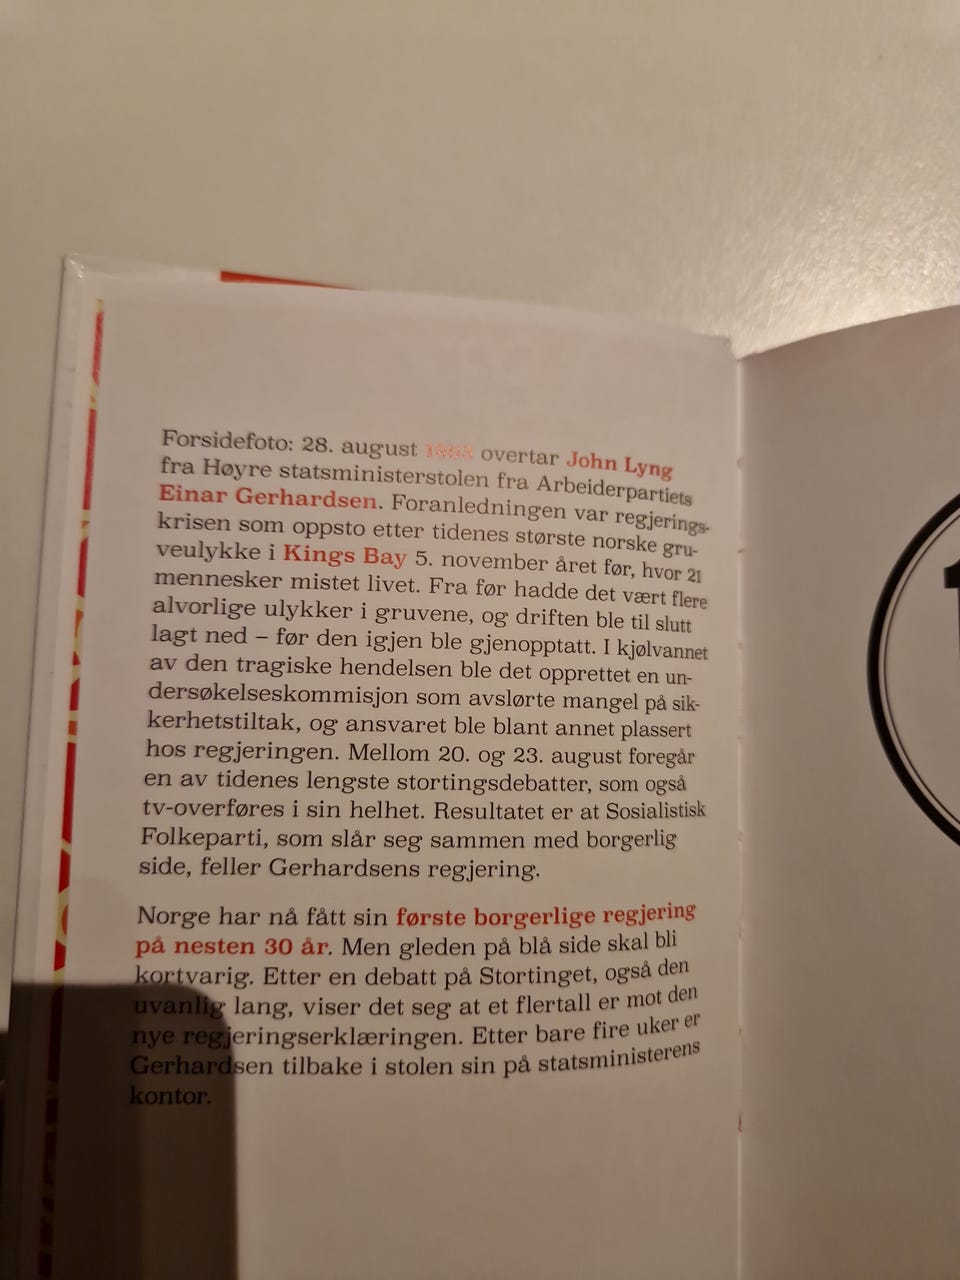 Forsidefoto: 28. august overtar John Lyng
fra Høyre statsministerstolen fra Arbeiderpartiets
Einar Gerhardsen. Foranledningen var regjerings-
krisen som oppsto etter tidenes største norske gru-
veulykke i Kings Bay 5. november året før, hvor 21
mennesker mistet livet. Fra før hadde det vært flere
alvorlige ulykker i gruvene, og driften ble til slutt
lagt ned – før den igjen ble gjenopptatt. I kjølvannet
av den tragiske hendelsen ble det opprettet en un-
dersøkelseskommisjon som avslørte mangel på sik-
kerhetstiltak, og ansvaret ble blant annet plassert
hos regjeringen. Mellom 20. og 23. august foregår
en av tidenes lengste stortingsdebatter, som også
tv-overføres i sin helhet. Resultatet er at Sosialistisk
Folkeparti, som slår seg sammen med borgerlig
side, feller Gerhardsens regjering.
Norge har nå fått sin første borgerlige regjering
på nesten 30 år. Men gleden på blå side skal bli
kortvarig. Etter en debatt på Stortinget, også den
uvanlig lang, viser det seg at et flertall er mot den
nye regjeringserklæringen. Etter bare fire uker er
Gerhardsen tilbake i stolen sin på statsministerens
kontor.